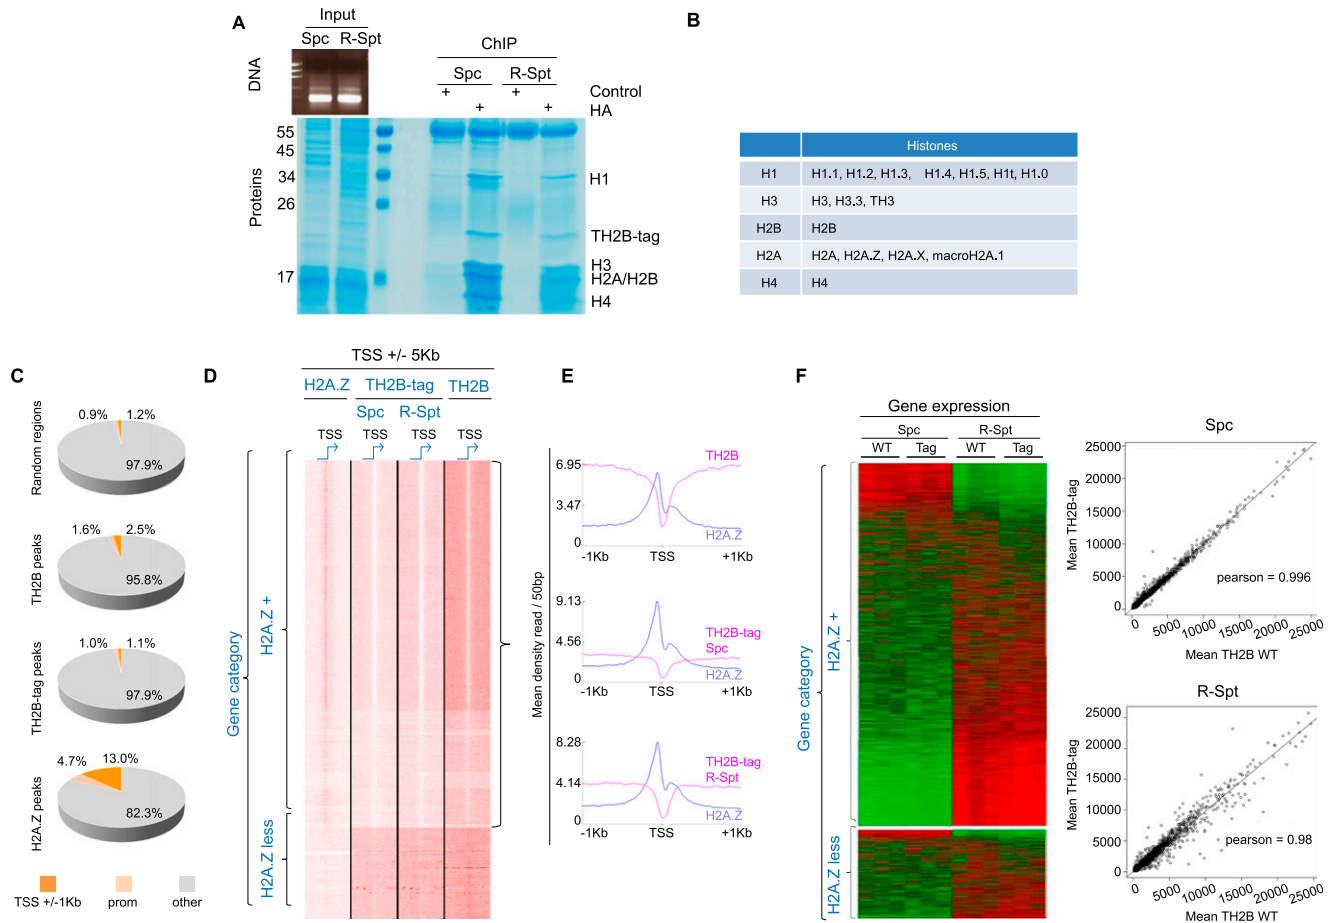 A
Input
Spc R-Spt
DNA
ChIP
Spc R-Spt
+ + Control
+ + HA
Proteins
55
45
34
26
17
H1
TH2B-tag
H3
H2A/H2B
H4
B
Histones
H1 H1.1, H1.2, H1.3, H1.4, H1.5, H1t, H1.0
H3 H3, H3.3, TH3
H2B H2B
H2A H2A, H2A.Z, H2A.X, macroH2A.1
H4 H4
C
Random regions
0.9% 1.2%
97.9%
TH2B peaks
1.6% 2.5%
95.8%
TH2B-tag peaks
1.0% 1.1%
97.9%
H2A.Z peaks
4.7% 13.0%
82.3%
TSS +/-1Kb prom other
D
TSS +/- 5Kb
H2A.Z TH2B-tag TH2B
Spc R-Spt
TSS TSS TSS TSS
Gene category
H2A.Z +
H2A.Z less
E
Mean density read / 50bp
6.95
3.47
0
TH2B
H2A.Z
-1Kb TSS +1Kb
9.13
4.56
0
TH2B-tag
Spc
H2A.Z
-1Kb TSS +1Kb
8.28
4.14
0
TH2B-tag
R-Spt
H2A.Z
-1Kb TSS +1Kb
F
Gene expression
Spc R-Spt
WT Tag WT Tag
Gene category
H2A.Z +
H2A.Z less
Spc
Mean TH2B-tag
25000
20000
15000
10000
5000
0
pearson = 0.996
0 5000 10000 15000 20000 25000
Mean TH2B WT
R-Spt
Mean TH2B-tag
25000
20000
15000
10000
5000
0
pearson = 0.98
0 5000 10000 15000 20000 25000
Mean TH2B WT